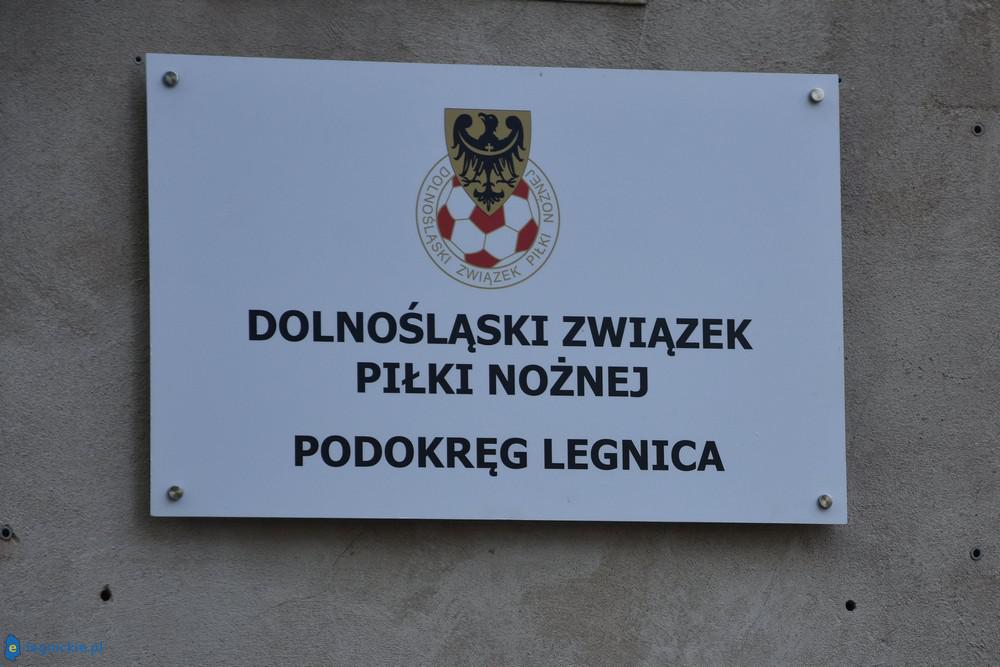 DOLNOŚLĄSKI ZWIĄZEK PIŁKI NOŻNEJ
DOLNOŚLĄSKI ZWIĄZEK
PIŁKI NOŻNEJ
PODOKRĘG LEGNICA
e-legnickie.pl